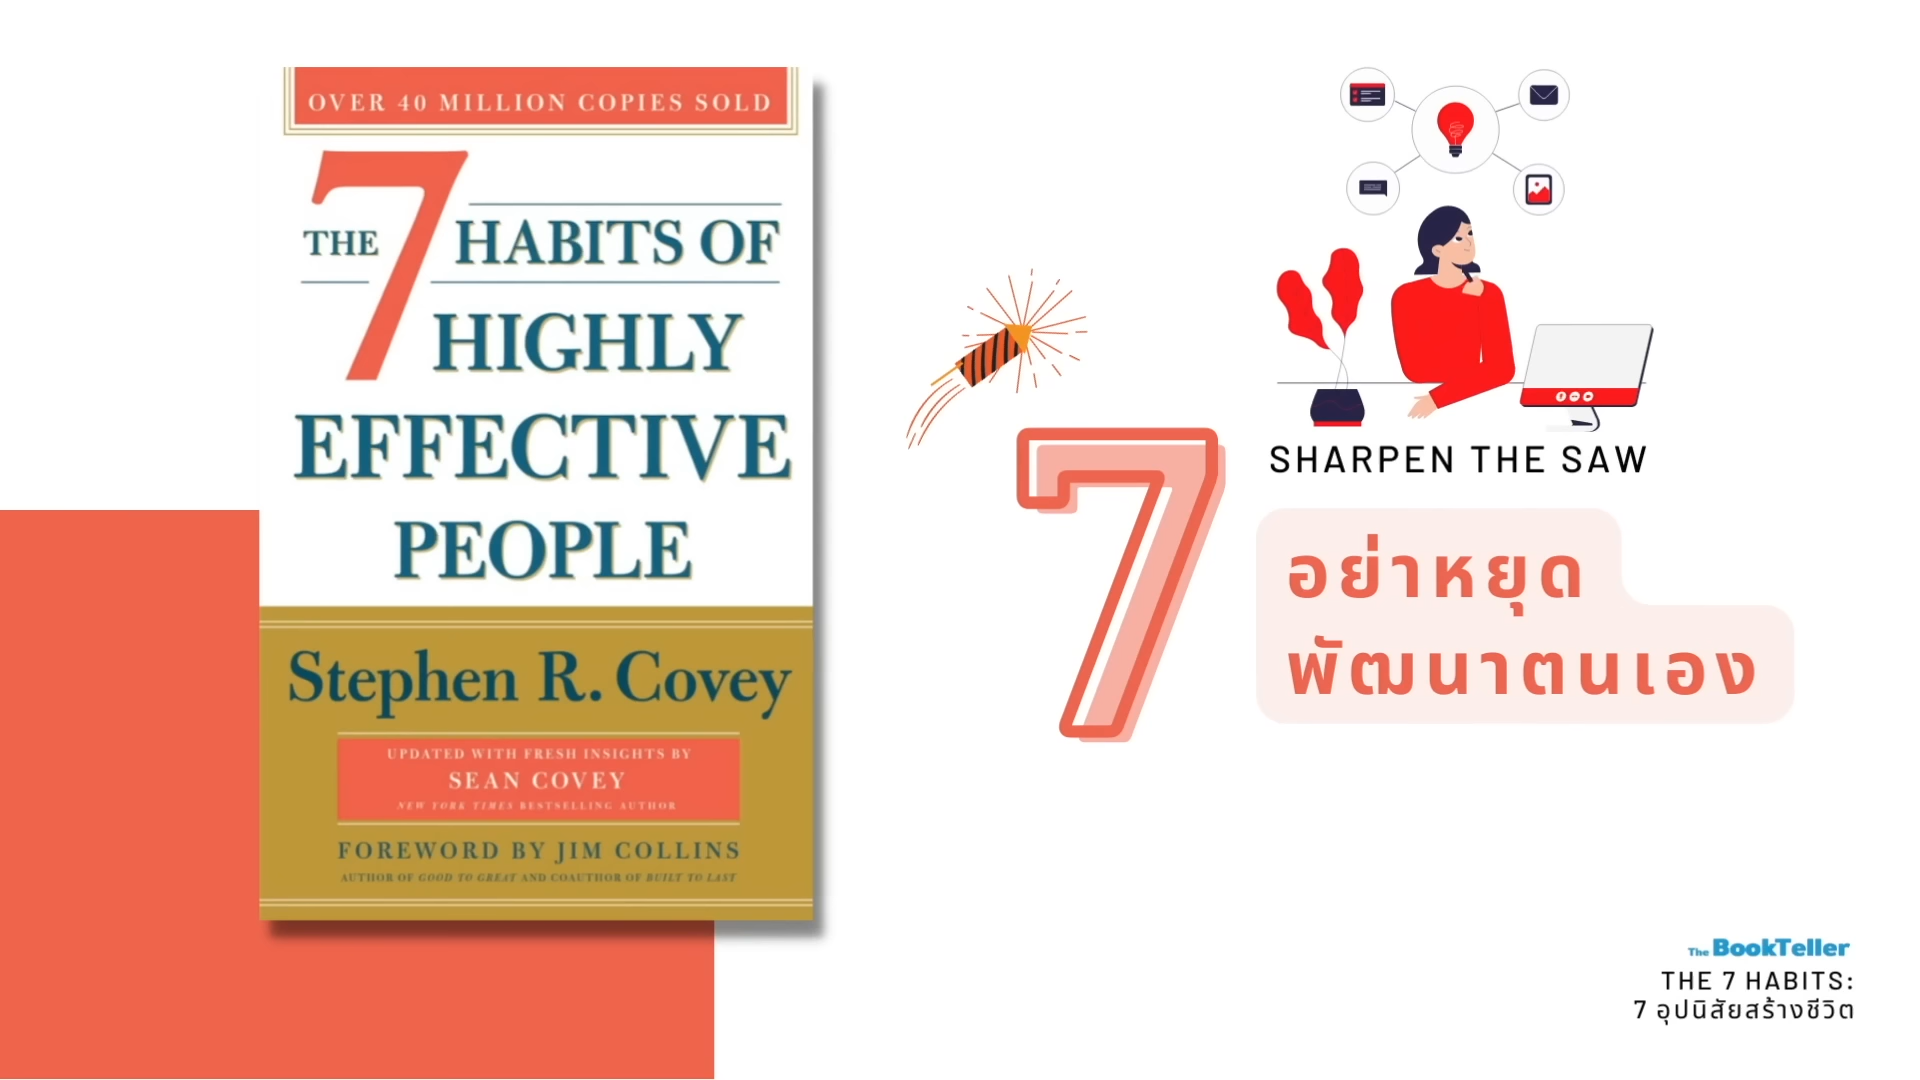 OVER 40 MILLION COPIES SOLD
THE 7 HABITS OF
HIGHLY
EFFECTIVE
PEOPLE
Stephen R. Covey
UPDATED WITH FRESH INSIGHTS BY
SEAN COVEY
NEW YORK TIMES BESTSELLING AUTHOR
FOREWORD BY JIM COLLINS
AUTHOR OF GOOD TO GREAT AND COAUTHOR OF BUILT TO LAST
7
SHARPEN THE SAW
อย่าหยุด
พัฒนาตนเอง
The BookTeller
THE 7 HABITS:
7 อุปนิสัยสร้างชีวิต